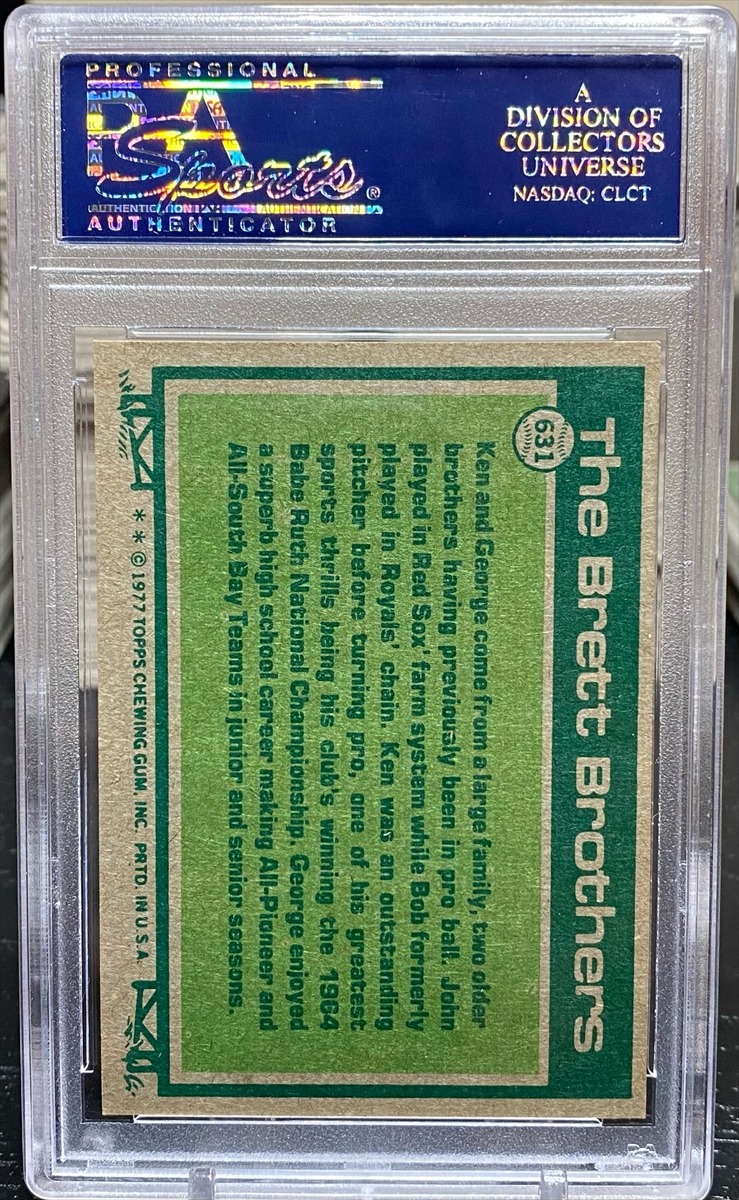 PROFESSIONAL
PSA
Sports ®
AUTHENTICATION AUTHENTICATION
AUTHENTICATOR
A
DIVISION OF
COLLECTORS
UNIVERSE
NASDAQ: CLCT
The Brett Brothers
631
Ken and George come from a large family, two older
brothers having previously been in pro ball. John
played in Red Sox' farm system while Bob formerly
played in Royals' chain. Ken was an outstanding
pitcher before turning pro, one of his greatest
sports thrills being his club's winning the 1964
Babe Ruth National Championship. George enjoyed
a superb high school career making All-Pioneer and
All-South Bay Teams in junior and senior seasons.
* * © 1977 TOPPS CHEWING GUM, INC. PRTD. IN U.S.A.